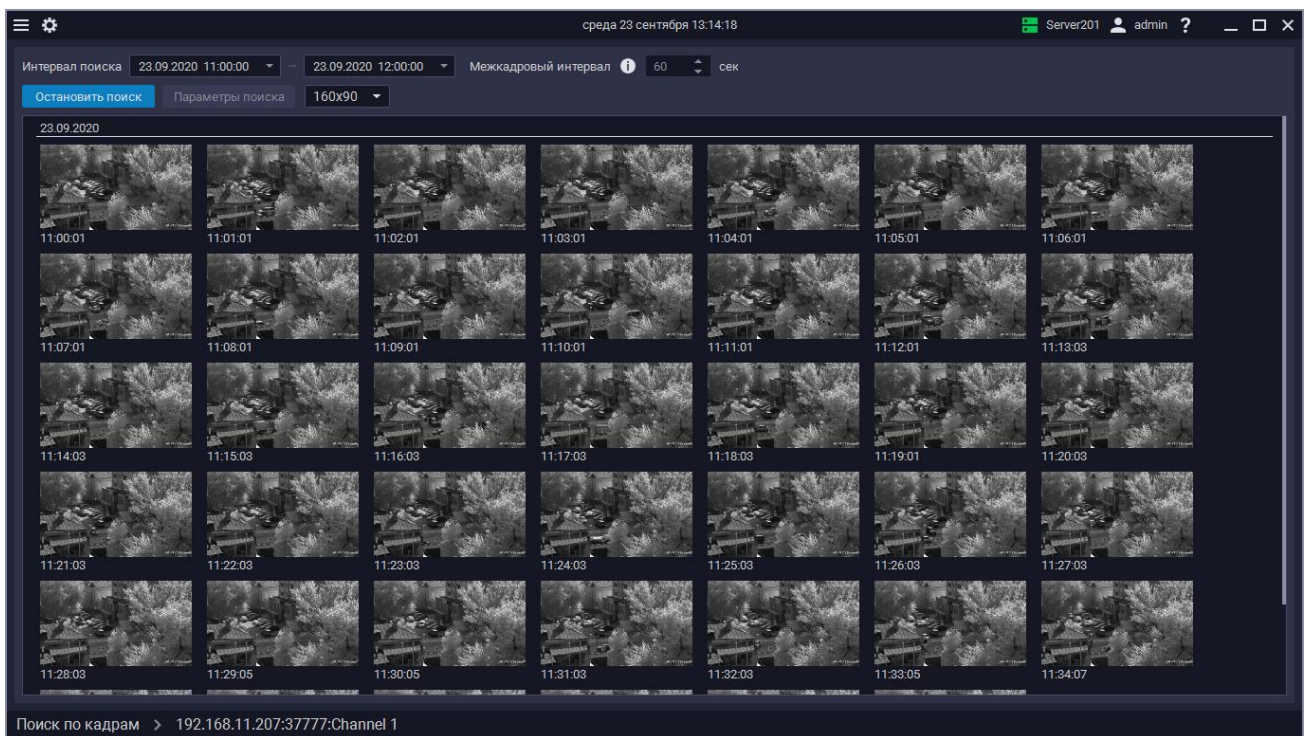 среда 23 сентября 13:14:18 Server201 admin ?
Интервал поиска 23.09.2020 11:00:00 – 23.09.2020 12:00:00 Межкадровый интервал i 60 сек
Остановить поиск Параметры поиска 160x90
23.09.2020
11:00:01 11:01:01 11:02:01 11:03:01 11:04:01 11:05:01 11:06:01
11:07:01 11:08:01 11:09:01 11:10:01 11:11:01 11:12:01 11:13:03
11:14:03 11:15:03 11:16:03 11:17:03 11:18:03 11:19:01 11:20:03
11:21:03 11:22:03 11:23:03 11:24:03 11:25:03 11:26:03 11:27:03
11:28:03 11:29:05 11:30:05 11:31:03 11:32:03 11:33:05 11:34:07
Поиск по кадрам > 192.168.11.207:37777:Channel 1